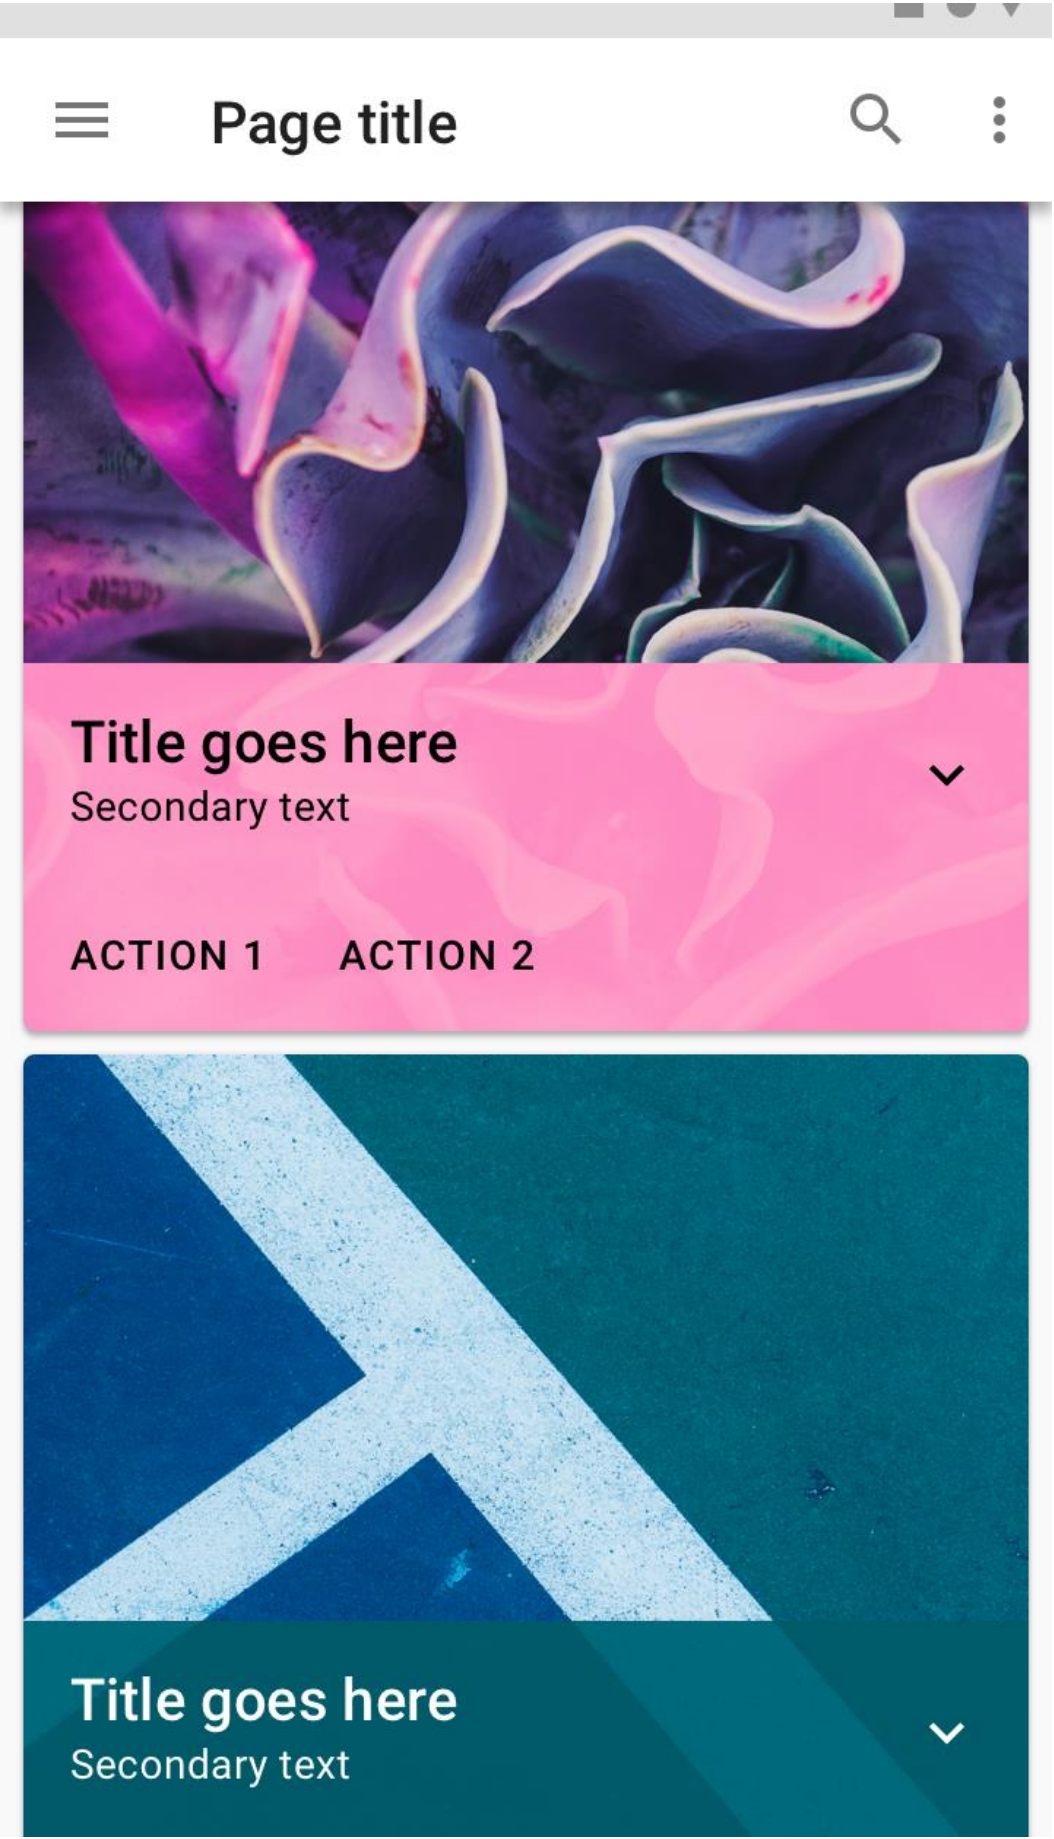 Page title
Title goes here
Secondary text
ACTION 1 ACTION 2
Title goes here
Secondary text